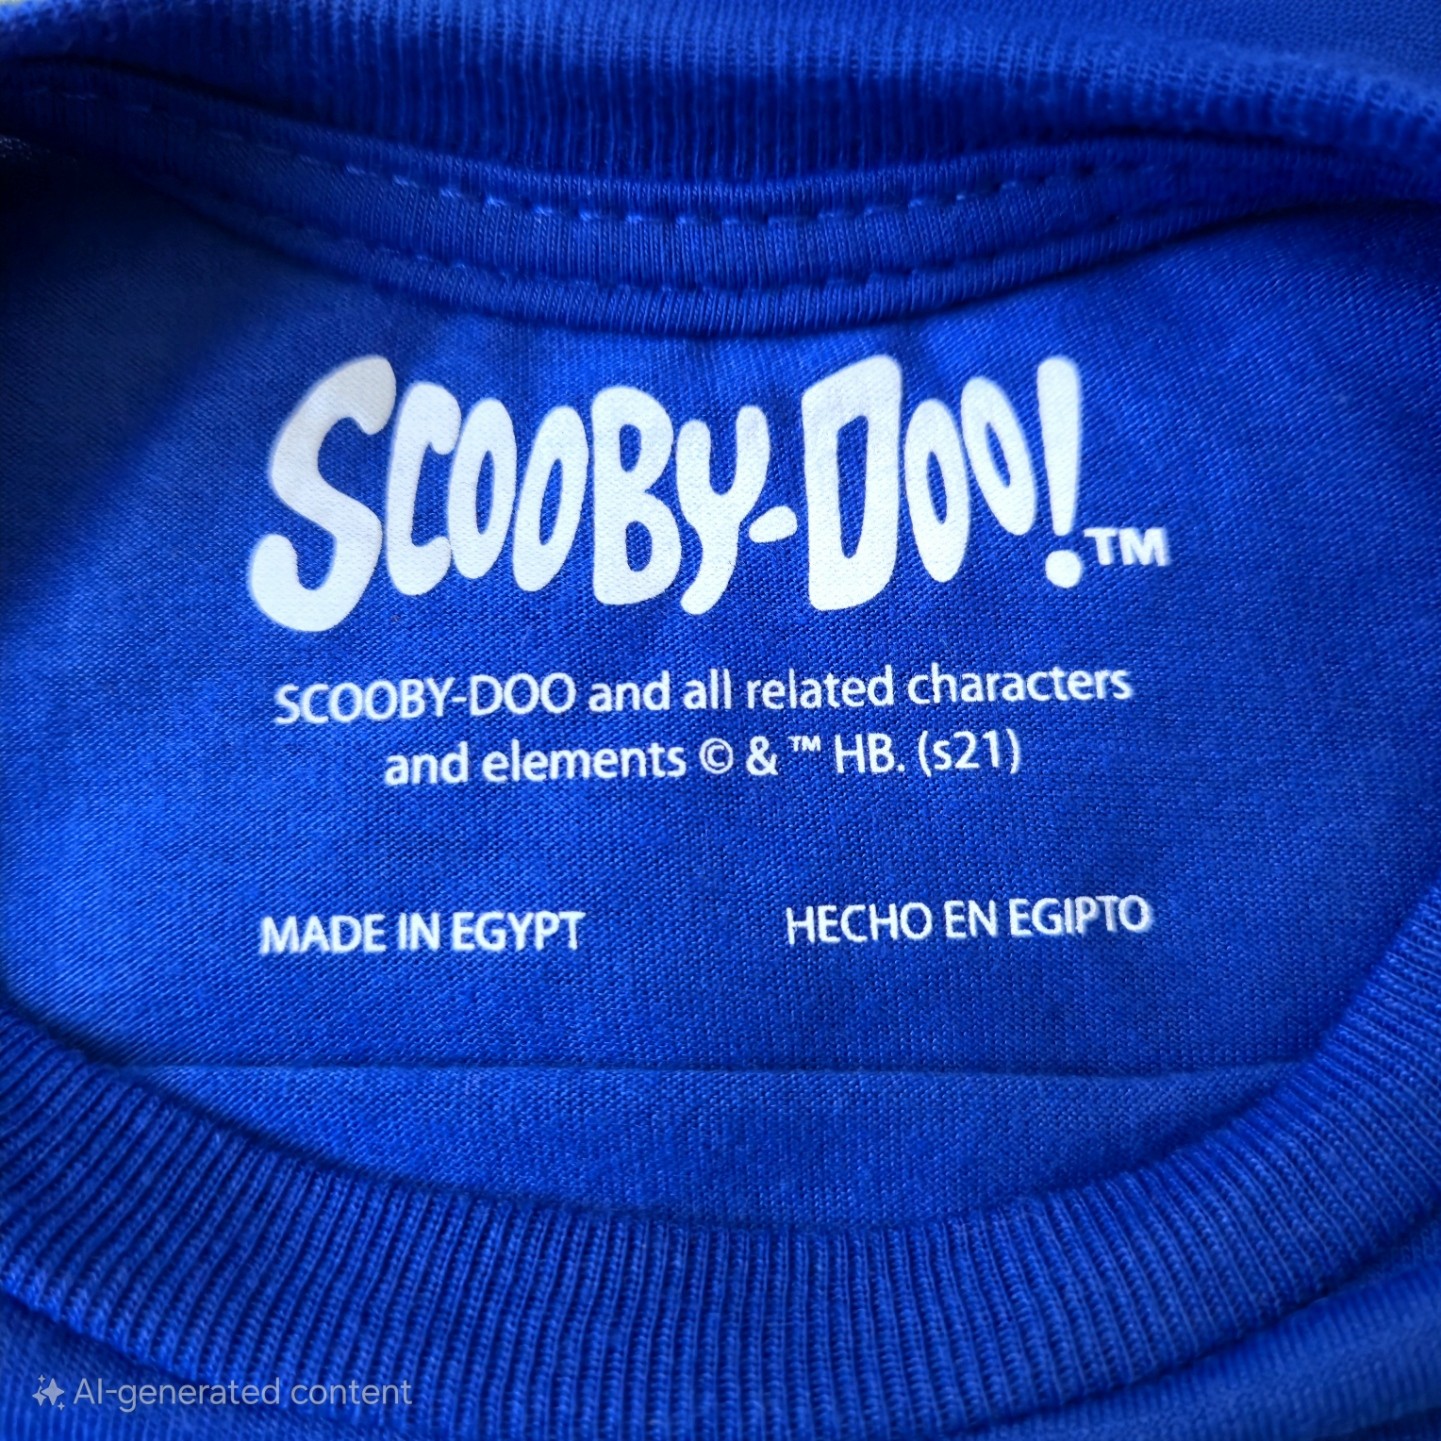 SCOOBY-DOO!™
SCOOBY-DOO and all related characters
and elements © & ™ HB. (s21)
MADE IN EGYPT
HECHO EN EGIPTO
AI-generated content